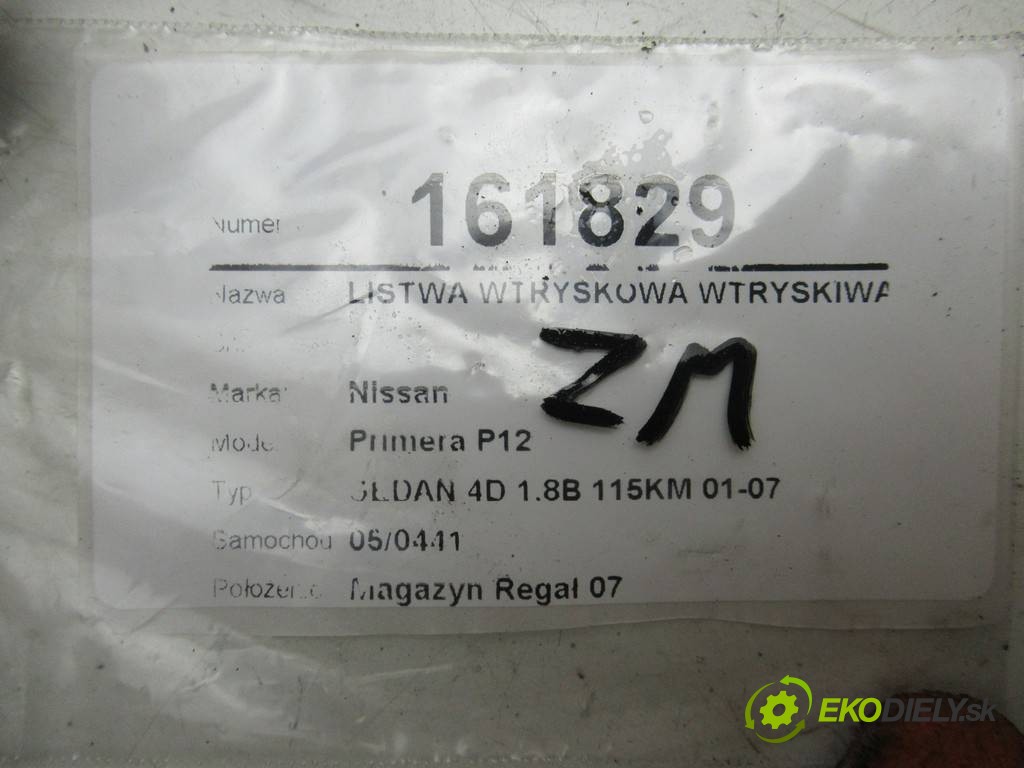 Numer 161829
Nazwa LISTWA WTRYSKOWA WTRYSKIWA
ZM
Marka Nissan
Model Primera P12
Typ SEDAN 4D 1.8B 115KM 01-07
Samochod 05/0441
Położenie Magazyn Regał 07
EKODIELY.sk